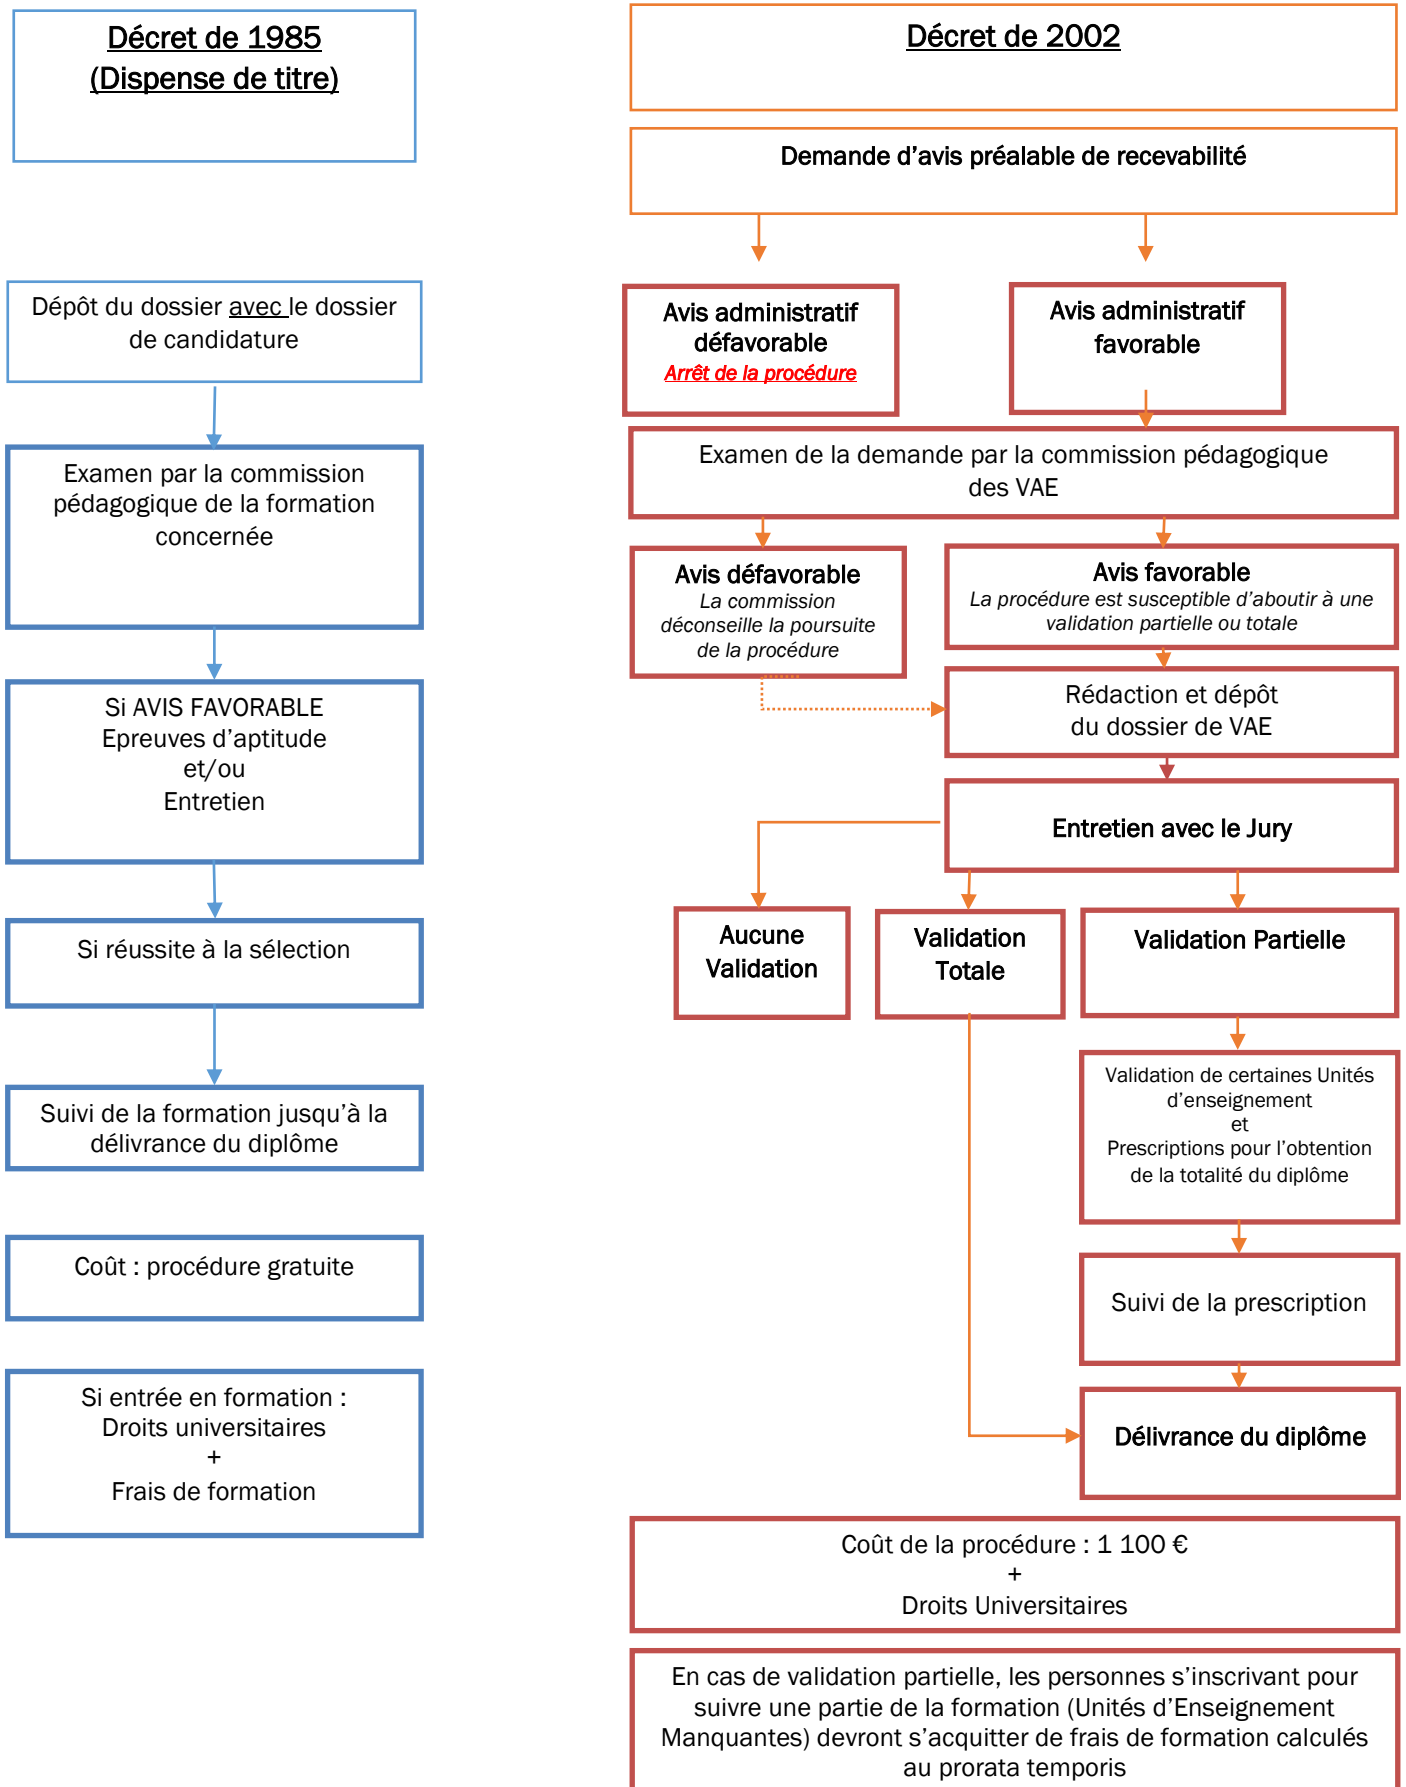 Décret de 1985
(Dispense de titre)
Dépôt du dossier avec le dossier
de candidature
Examen par la commission
pédagogique de la formation
concernée
Si AVIS FAVORABLE
Epreuves d’aptitude
et/ou
Entretien
Si réussite à la sélection
Suivi de la formation jusqu’à la
délivrance du diplôme
Coût : procédure gratuite
Si entrée en formation :
Droits universitaires
+
Frais de formation
Décret de 2002
Demande d’avis préalable de recevabilité
Avis administratif
défavorable
Arrêt de la procédure
Avis administratif
favorable
Examen de la demande par la commission pédagogique
des VAE
Avis défavorable
La commission
déconseille la poursuite
de la procédure
Avis favorable
La procédure est susceptible d’aboutir à une
validation partielle ou totale
Rédaction et dépôt
du dossier de VAE
Entretien avec le Jury
Aucune
Validation
Validation
Totale
Validation Partielle
Validation de certaines Unités
d’enseignement
et
Prescriptions pour l’obtention
de la totalité du diplôme
Suivi de la prescription
Délivrance du diplôme
Coût de la procédure : 1 100 €
+
Droits Universitaires
En cas de validation partielle, les personnes s’inscrivant pour
suivre une partie de la formation (Unités d’Enseignement
Manquantes) devront s’acquitter de frais de formation calculés
au prorata temporis